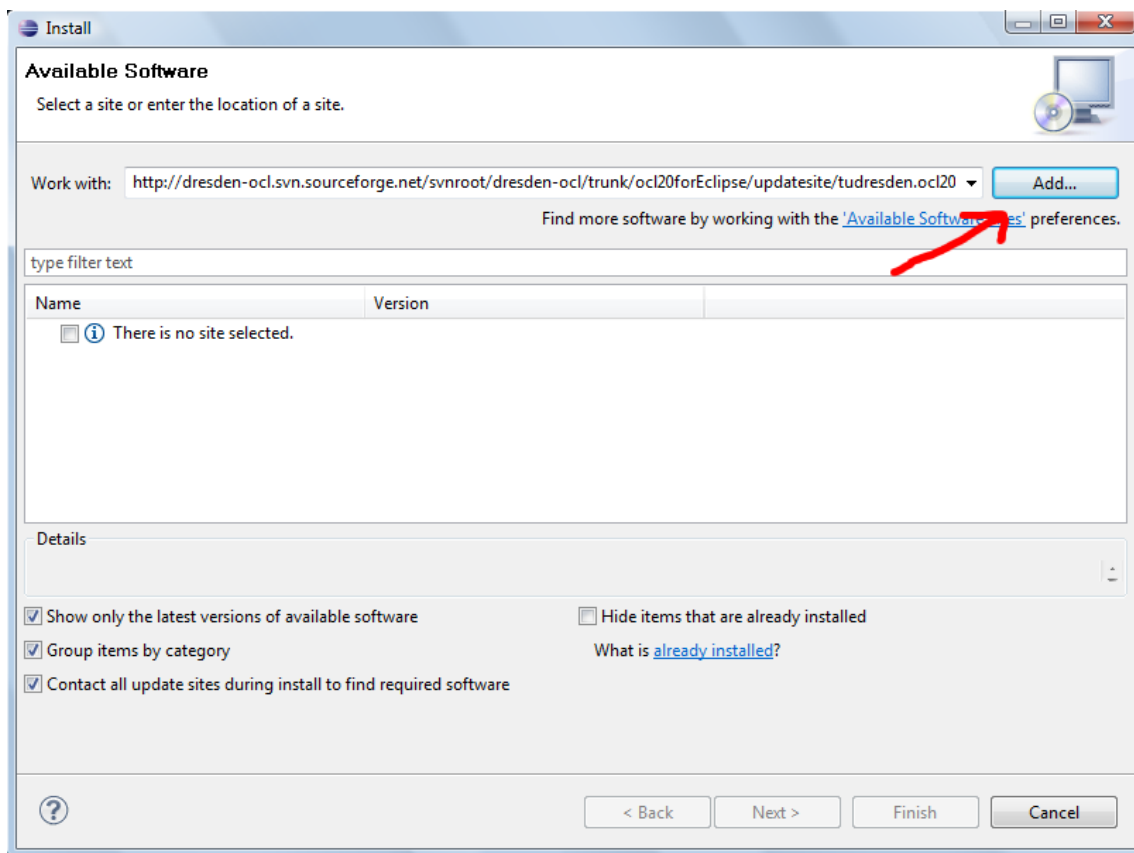 Install
Available Software
Select a site or enter the location of a site.
Work with: http://dresden-ocl.svn.sourceforge.net/svnroot/dresden-ocl/trunk/ocl20forEclipse/updatesite/tudresden.ocl20 Add...
Find more software by working with the 'Available Software es' preferences.
type filter text
Name Version
There is no site selected.
Details
Show only the latest versions of available software Hide items that are already installed
Group items by category What is already installed?
Contact all update sites during install to find required software
? < Back Next > Finish Cancel